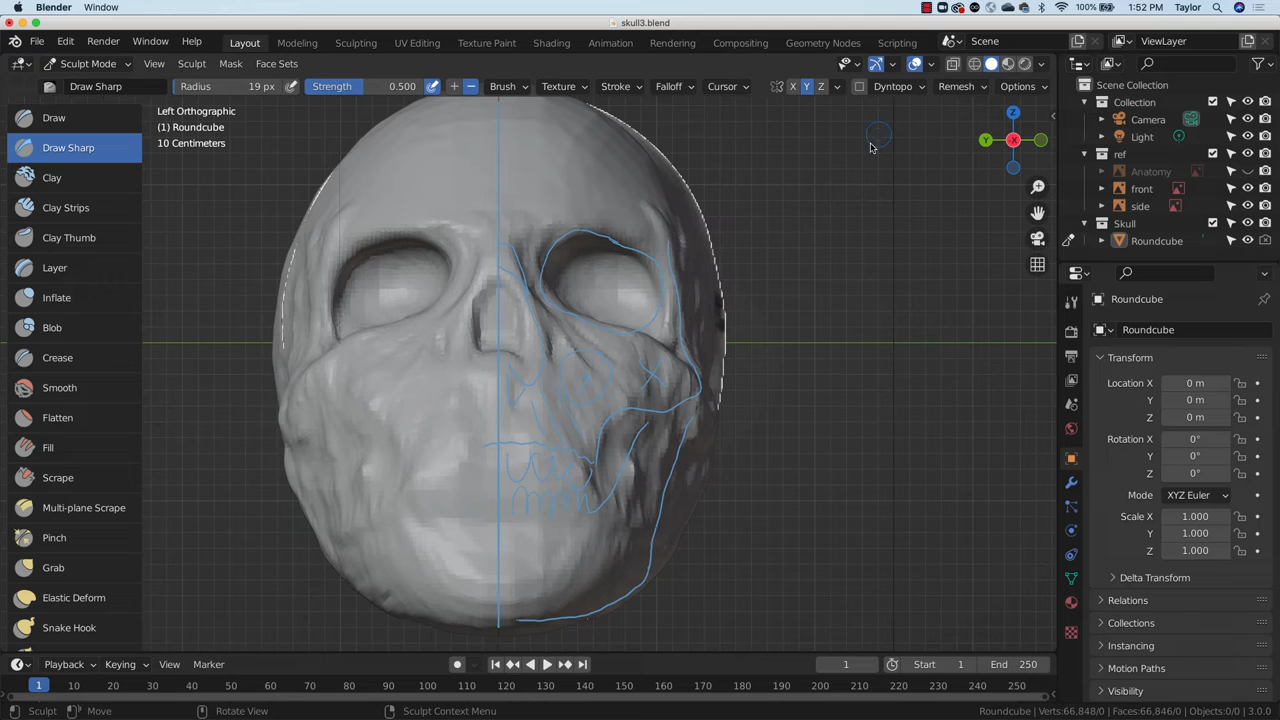 Blender Window 100% 1:52 PM Taylor
skull3.blend
File Edit Render Window Help Layout Modeling Sculpting UV Editing Texture Paint Shading Animation Rendering Compositing Geometry Nodes Scripting Scene ViewLayer
Sculpt Mode View Sculpt Mask Face Sets
Draw Sharp Radius 19 px Strength 0.500 Brush Texture Stroke Falloff Cursor X Y Z Dyntopo Remesh Options
Scene Collection
Collection
Camera
Light
ref
Anatomy
front
side
Skull
Roundcube
Left Orthographic
(1) Roundcube
10 Centimeters
Z
Y
-X
Draw
Draw Sharp
Clay
Clay Strips
Clay Thumb
Layer
Inflate
Blob
Crease
Smooth
Flatten
Fill
Scrape
Multi-plane Scrape
Pinch
Grab
Elastic Deform
Snake Hook
Roundcube
Roundcube
Transform
Location X 0 m
Y 0 m
Z 0 m
Rotation X 0°
Y 0°
Z 0°
Mode XYZ Euler
Scale X 1.000
Y 1.000
Z 1.000
Delta Transform
Relations
Collections
Instancing
Motion Paths
Visibility
Playback Keying View Marker 1 Start 1 End 250
1 10 20 30 40 50 60 70 80 90 100 110 120 130 140 150 160 170 180 190 200 210 220 230 240 250
Sculpt Move Rotate View Sculpt Context Menu Roundcube | Verts:66,848/0 | Faces:66,846/0 | Objects:0/0 | 3.0.0